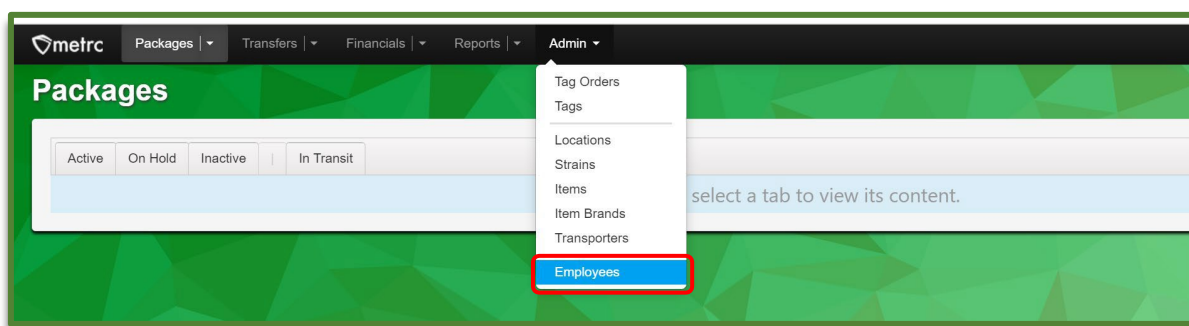 metrc Packages | Transfers | Financials | Reports | Admin
Packages
Tag Orders
Tags
Locations
Strains
Items
Item Brands
Transporters
Employees
Active On Hold Inactive | In Transit
select a tab to view its content.